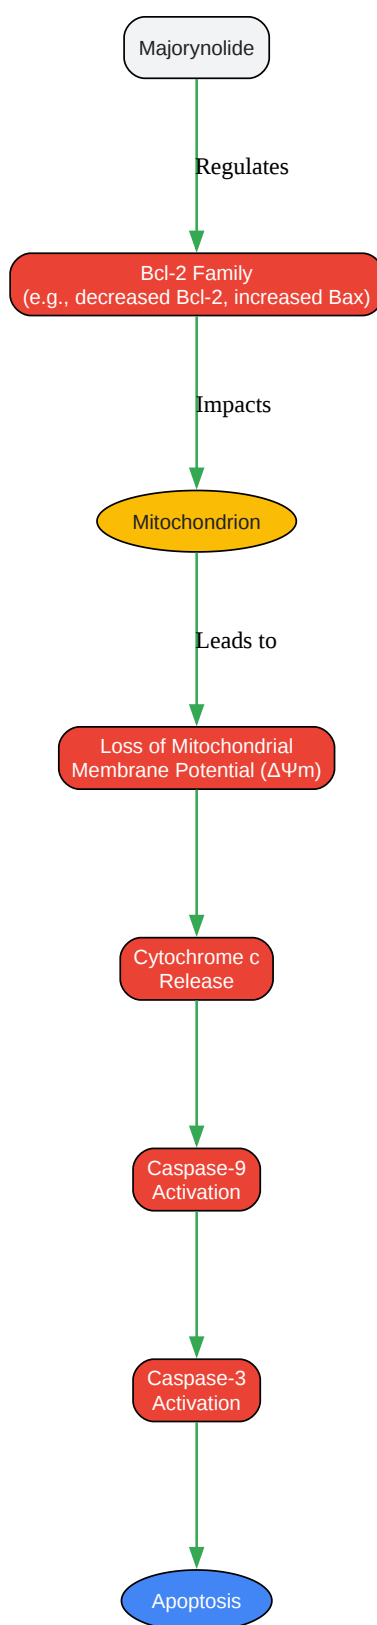 Majorynolide
Regulates
Bcl-2 Family
(e.g., decreased Bcl-2, increased Bax)
Impacts
Mitochondrion
Leads to
Loss of Mitochondrial
Membrane Potential (ΔΨm)
Cytochrome c
Release
Caspase-9
Activation
Caspase-3
Activation
Apoptosis